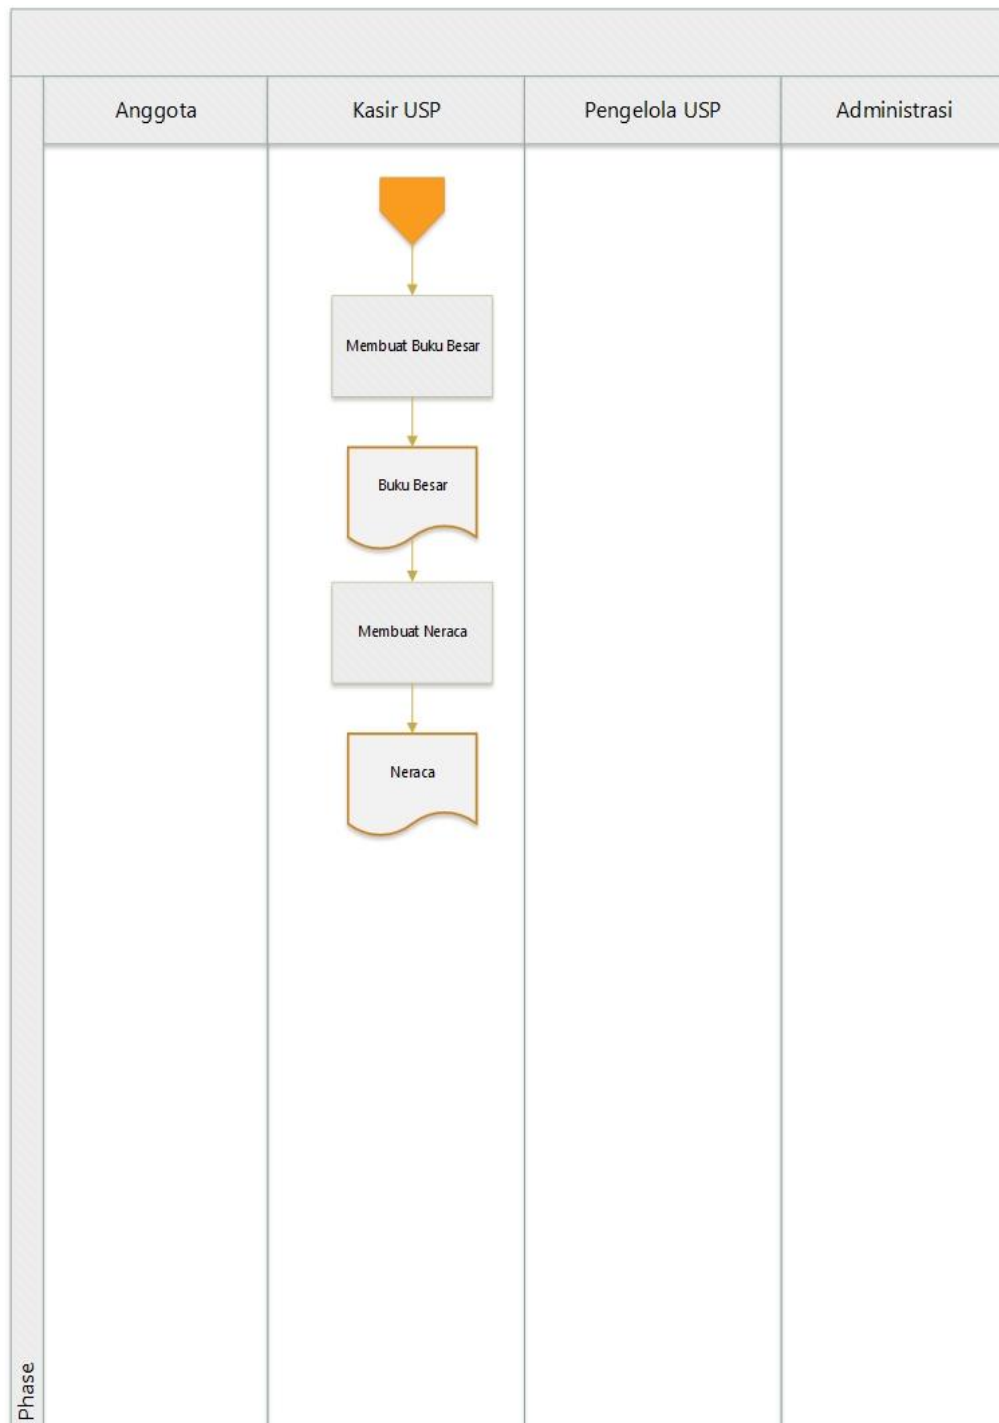 Anggota
Kasir USP
Pengelola USP
Administrasi
Membuat Buku Besar
Buku Besar
Membuat Neraca
Neraca
Phase